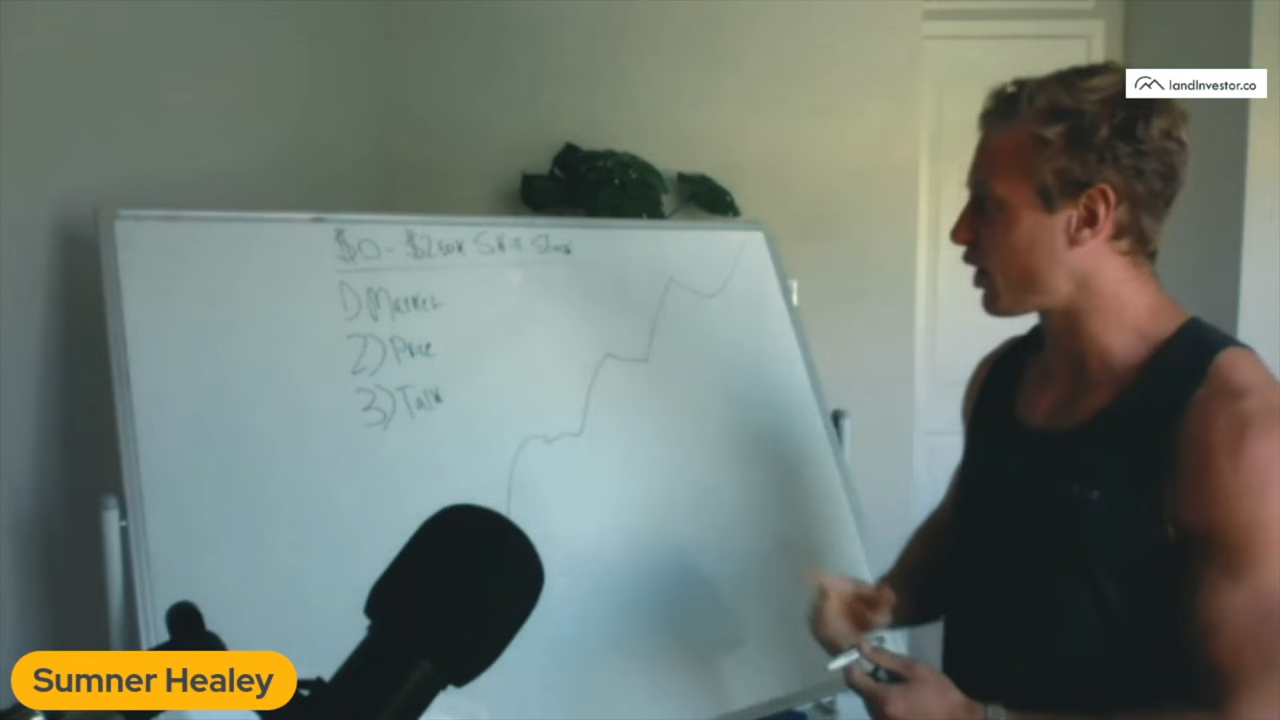 landInvestor.co
$0 - $250K Skill Stack
1) Market
2) Price
3) Talk
Sumner Healey